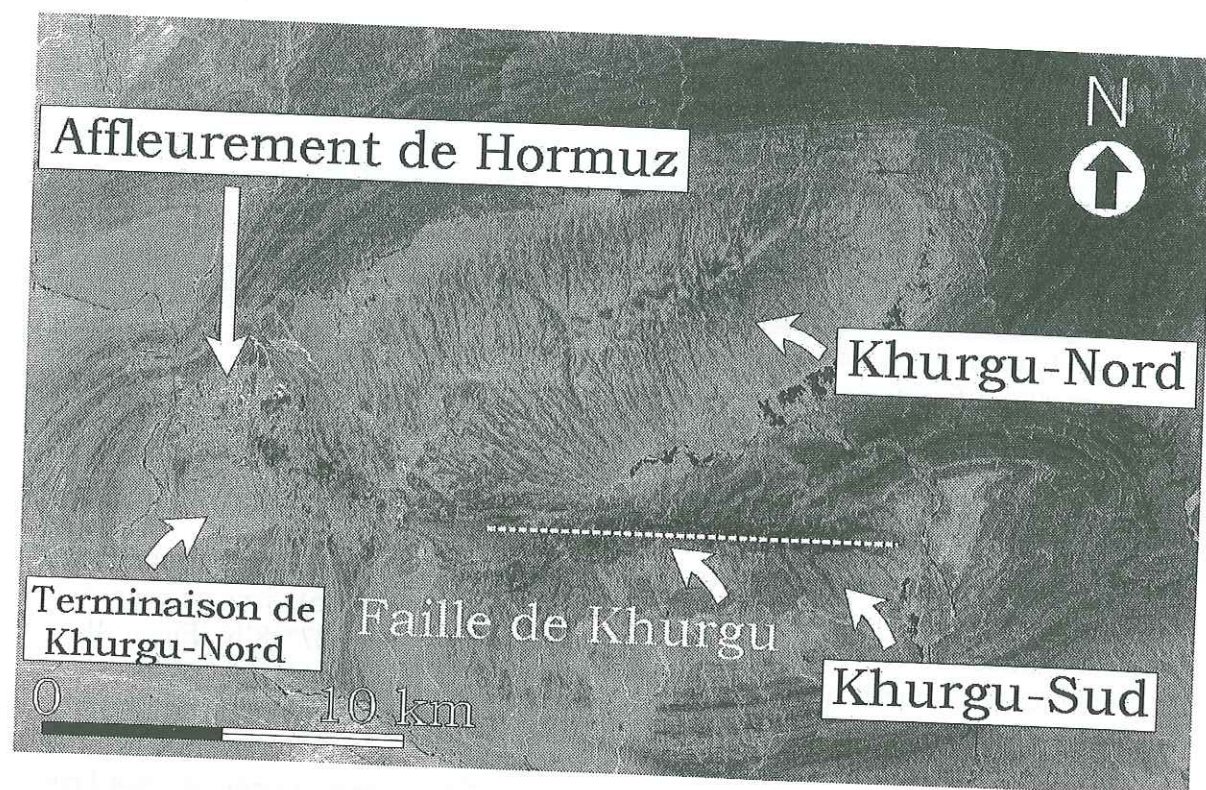 N
Affleurement de Hormuz
Khurgu-Nord
Terminaison de
Khurgu-Nord
Faille de Khurgu
Khurgu-Sud
0 10 km